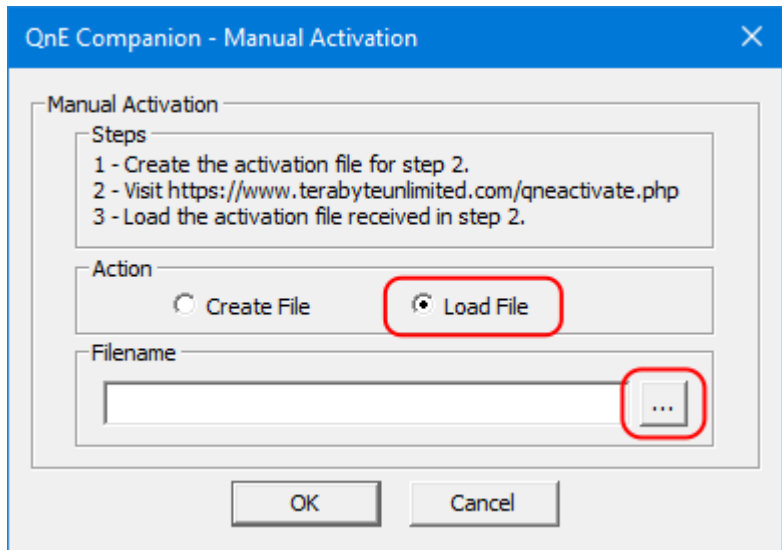 QnE Companion - Manual Activation
Manual Activation
Steps
1 - Create the activation file for step 2.
2 - Visit https://www.terabyteunlimited.com/qneactivate.php
3 - Load the activation file received in step 2.
Action
Create File Load File
Filename
...
OK Cancel